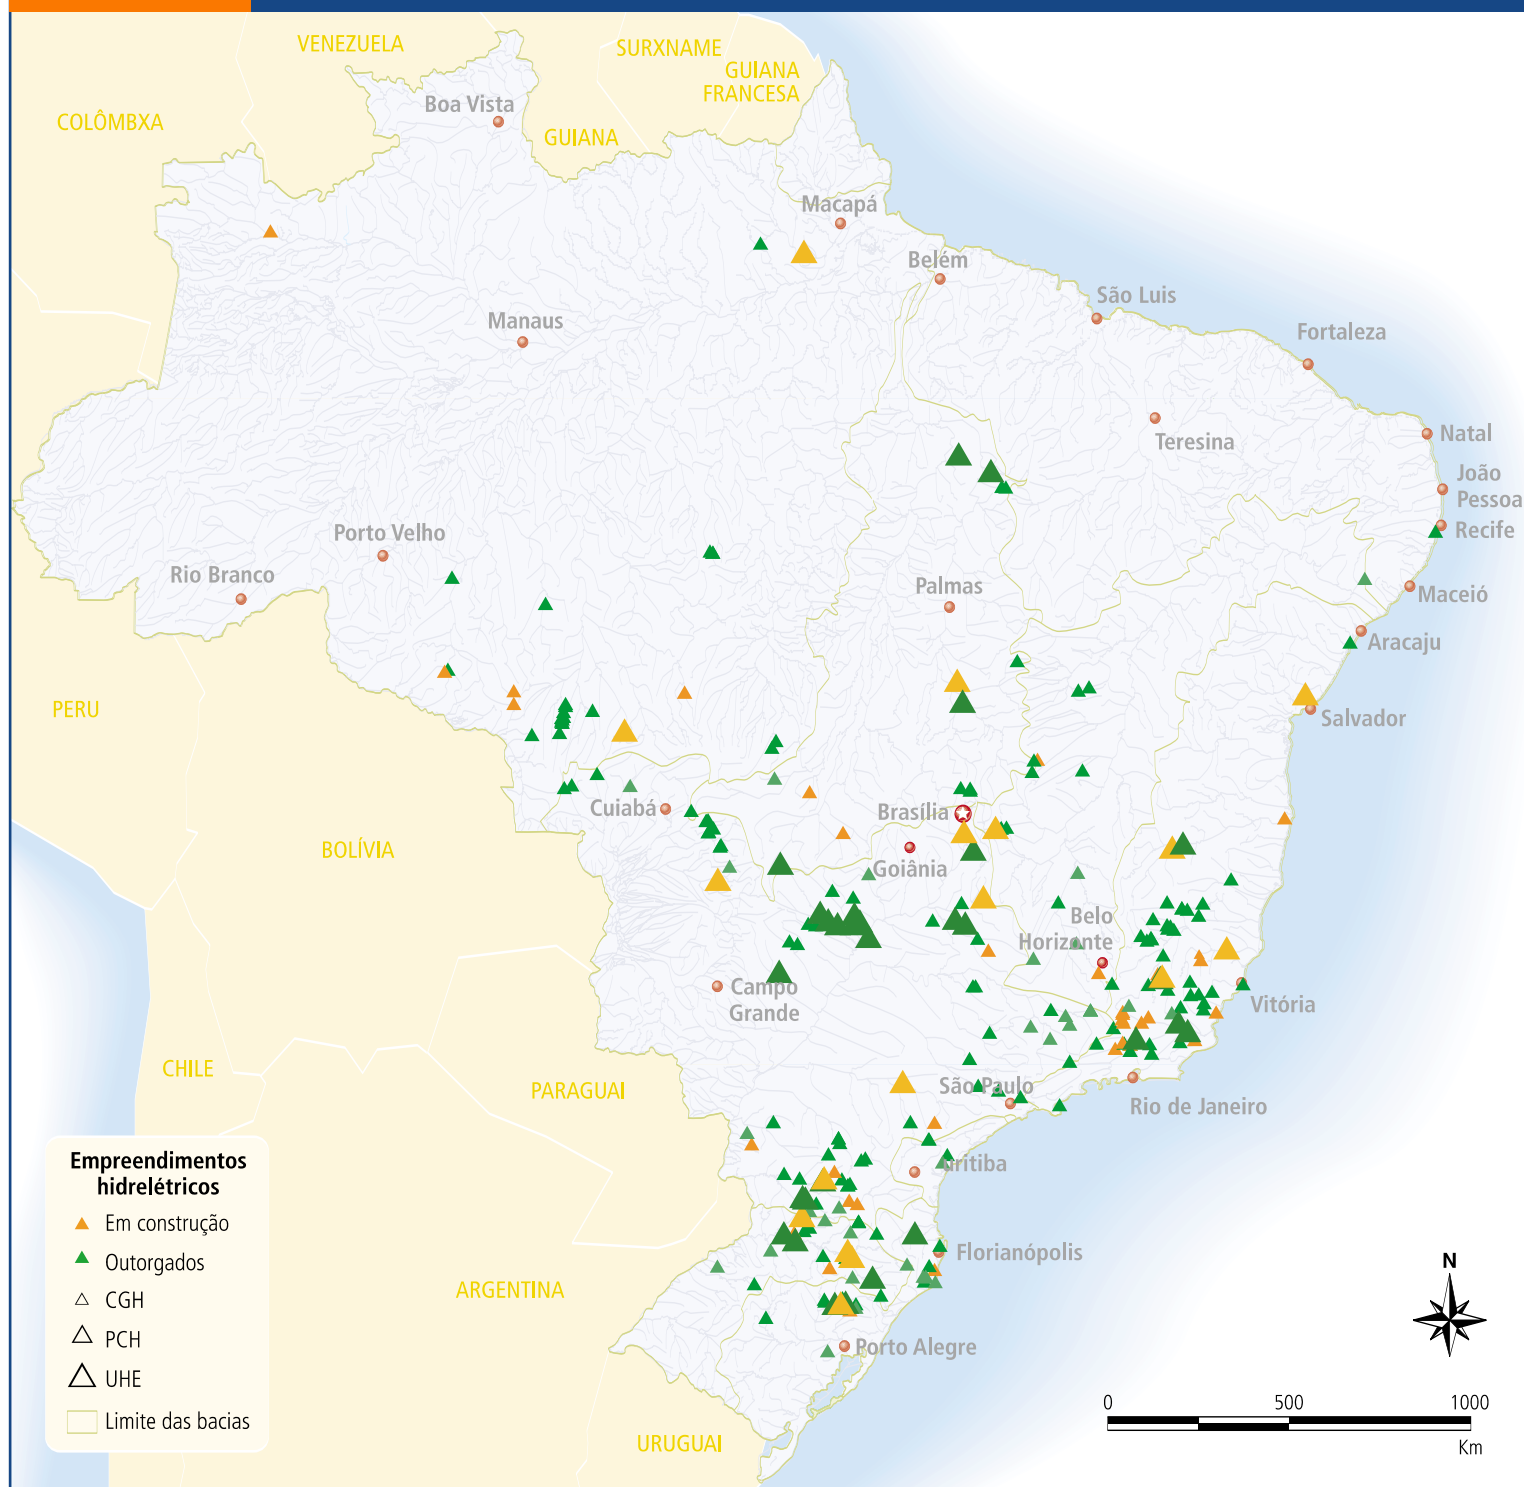 VENEZUELA
SURXNAME
GUIANA
FRANCESA
COLÔMBXA
Boa Vista
GUIANA
Macapá
Belém
São Luis
Manaus
Fortaleza
Teresina
Natal
João
Pessoa
Recife
Porto Velho
Rio Branco
Palmas
Maceió
Aracaju
PERU
Salvador
Cuiabá
Brasília
BOLÍVIA
Goiânia
Belo
Horizonte
Campo
Grande
Vitória
CHILE
PARAGUAI
São Paulo
Rio de Janeiro
uritiba
Florianópolis
ARGENTINA
Porto Alegre
URUGUAI
Empreendimentos
hidrelétricos
Em construção
Outorgados
CGH
PCH
UHE
Limite das bacias
N
0 500 1000
Km